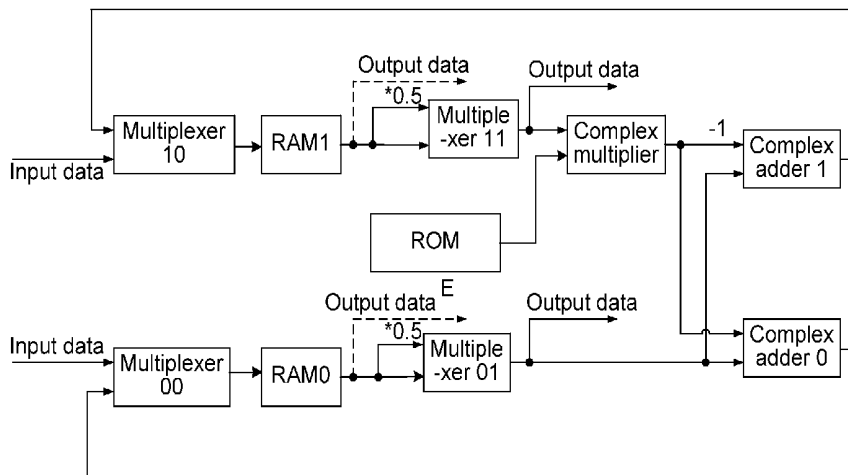 Output data
Output data
*0.5
Multiplexer
10
RAM1
Multiple
-xer 11
Complex
multiplier
-1
Complex
adder 1
Input data
ROM
E
Output data
Output data
*0.5
Input data
Multiplexer
00
RAM0
Multiple
-xer 01
Complex
adder 0